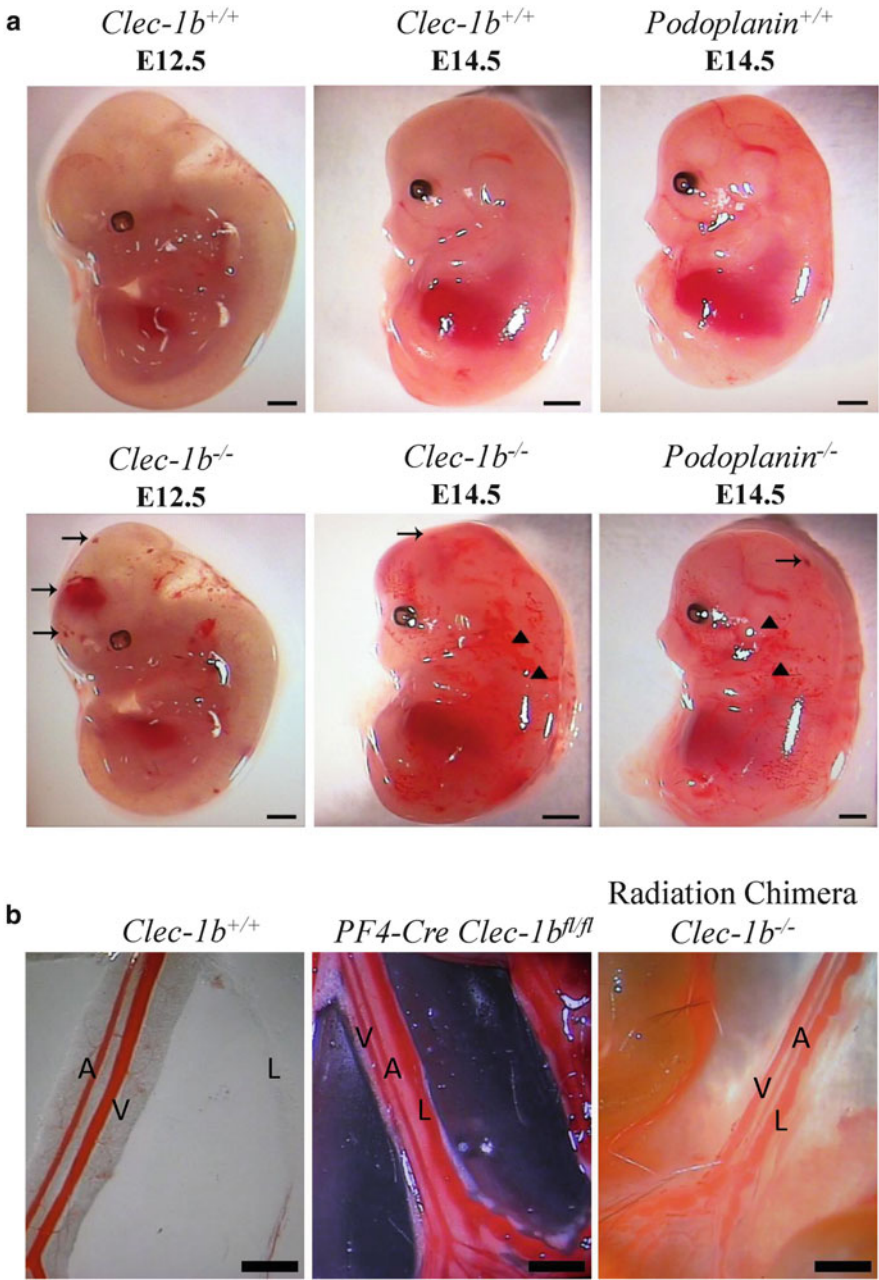 a
Clec-1b+/+ Clec-1b+/+ Podoplanin+/+
E12.5 E14.5 E14.5
Clec-1b-/- Clec-1b-/- Podoplanin-/-
E12.5 E14.5 E14.5
b
Radiation Chimera
Clec-1b+/+ PF4-Cre Clec-1bfl/fl Clec-1b-/-
A V L
V A L
A V L